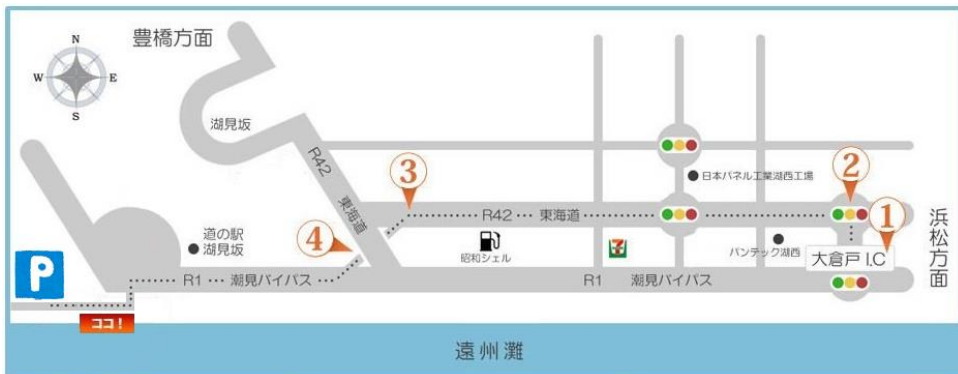 豊橋方面
N
W
E
S
湖見坂
R42
東海道
3
2
1
日本パネル工業湖西工場
R42
東海道
道の駅
湖見坂
4
昭和シェル
7
パンテック湖西
大倉戸 I.C
浜松方面
P
R1
潮見バイパス
R1
潮見バイパス
ココ！
遠州灘